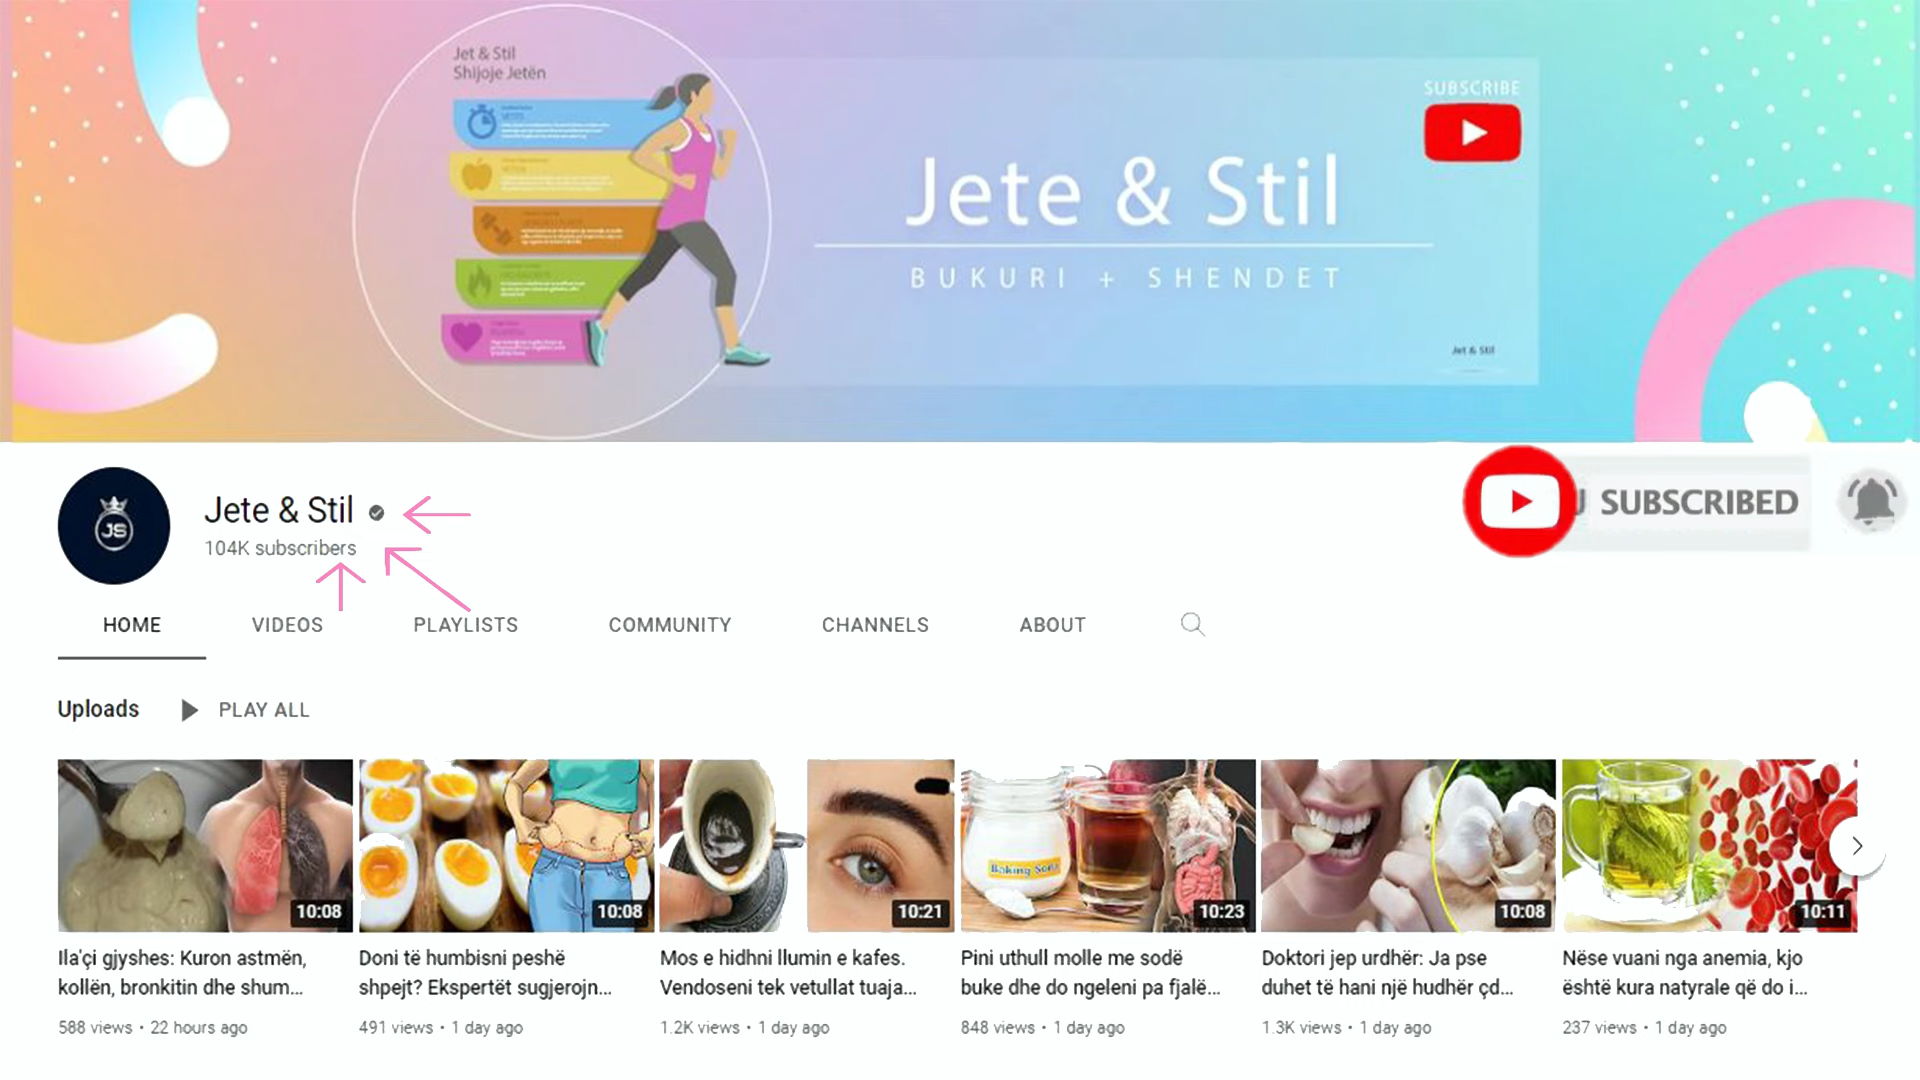 Jet & Stil
Shijoje Jetën
SUBSCRIBE
Jete & Stil
BUKURI + SHENDET
Jet & Stil
JS
Jete & Stil
104K subscribers
SUBSCRIBED
HOME VIDEOS PLAYLISTS COMMUNITY CHANNELS ABOUT
Uploads PLAY ALL
Baking Soda
10:08 10:08 10:21 10:23 10:08 10:11
Ila'çi gjyshes: Kuron astmën,
kollën, bronkitin dhe shum...
588 views • 22 hours ago
Doni të humbisni peshë
shpejt? Ekspertët sugjerojn...
491 views • 1 day ago
Mos e hidhni llumin e kafes.
Vendoseni tek vetullat tuaja...
1.2K views • 1 day ago
Pini uthull molle me sodë
buke dhe do ngeleni pa fjalë...
848 views • 1 day ago
Doktori jep urdhër: Ja pse
duhet të hani një hudhër çd...
1.3K views • 1 day ago
Nëse vuani nga anemia, kjo
është kura natyrale që do i...
237 views • 1 day ago